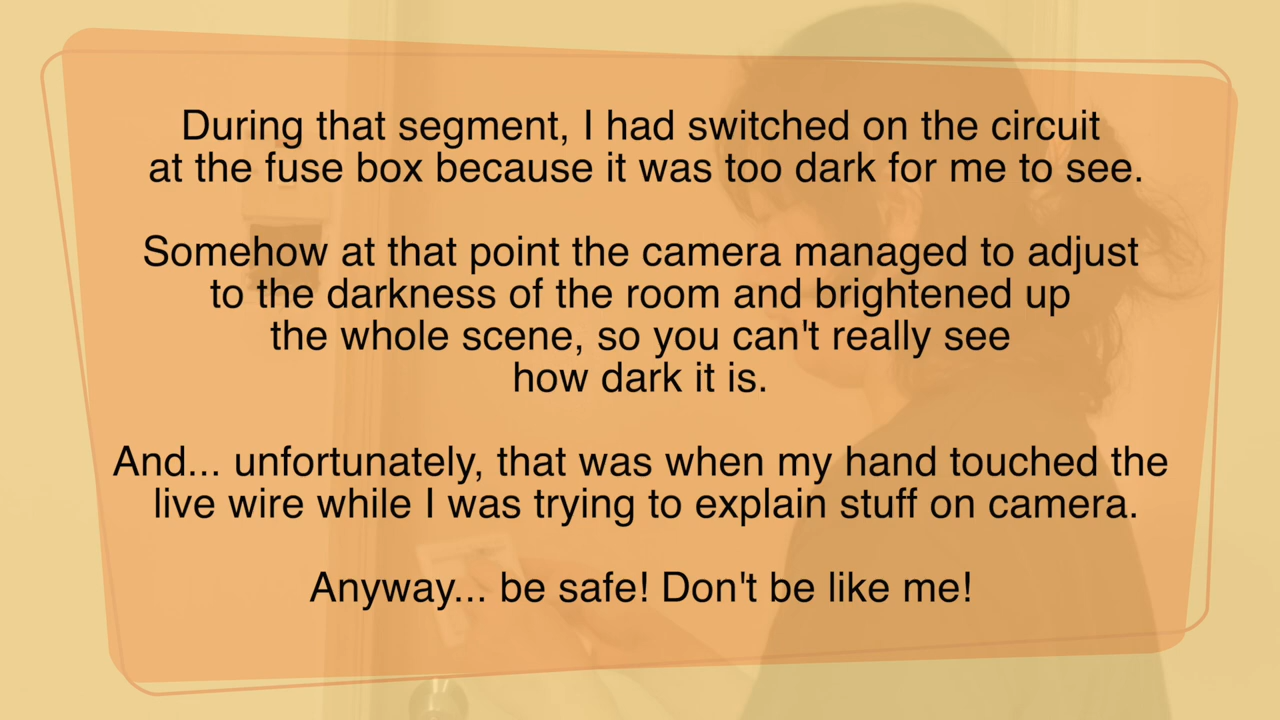 During that segment, I had switched on the circuit
at the fuse box because it was too dark for me to see.
Somehow at that point the camera managed to adjust
to the darkness of the room and brightened up
the whole scene, so you can't really see
how dark it is.
And... unfortunately, that was when my hand touched the
live wire while I was trying to explain stuff on camera.
Anyway... be safe! Don't be like me!